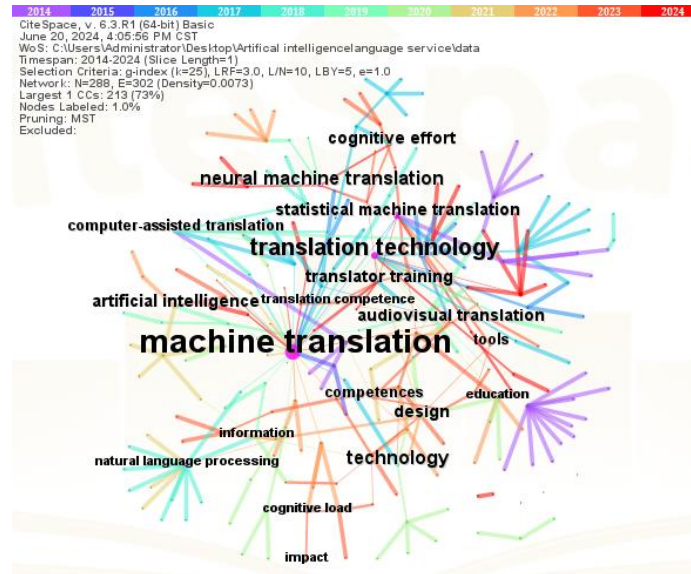 2014 2015 2016 2017 2018 2019 2020 2021 2022 2023 2024
CiteSpace, v. 6.3.R1 (64-bit) Basic
June 20, 2024, 4:05:56 PM CST
WoS: C:\Users\Administrator\Desktop\Artifical intelligencelanguage service\data
Timespan: 2014-2024 (Slice Length=1)
Selection Criteria: g-index (k=25), LRF=3.0, L/N=10, LBY=5, e=1.0
Network: N=288, E=302 (Density=0.0073)
Largest 1 CCs: 213 (73%)
Nodes Labeled: 1.0%
Pruning: MST
Excluded:
cognitive effort
neural machine translation
statistical machine translation
computer-assisted translation
translation technology
translator training
artificial intelligence
translation competence
audiovisual translation
machine translation
tools
competences
education
design
information
natural language processing
technology
cognitive load
impact